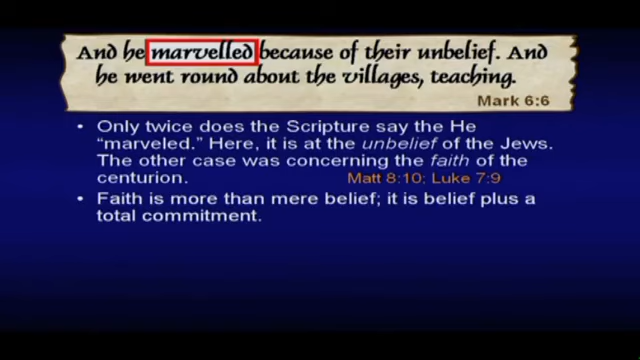 And he marvelled because of their unbelief. And
he went round about the villages, teaching.
Mark 6:6
• Only twice does the Scripture say the He
"marveled." Here, it is at the unbelief of the Jews.
The other case was concerning the faith of the
centurion. Matt 8:10; Luke 7:9
• Faith is more than mere belief; it is belief plus a
total commitment.